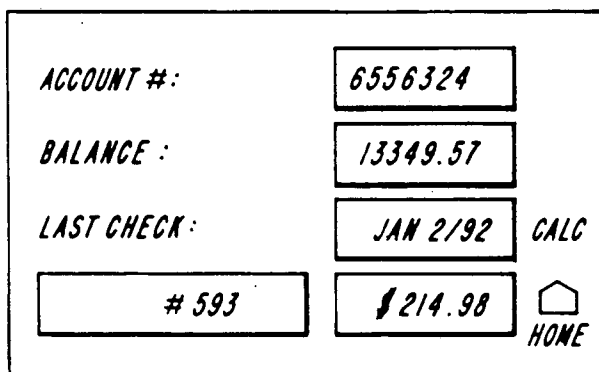 ACCOUNT #: 6556324
BALANCE : 13349.57
LAST CHECK: JAN 2/92 CALC
# 593 $214.98
HOME